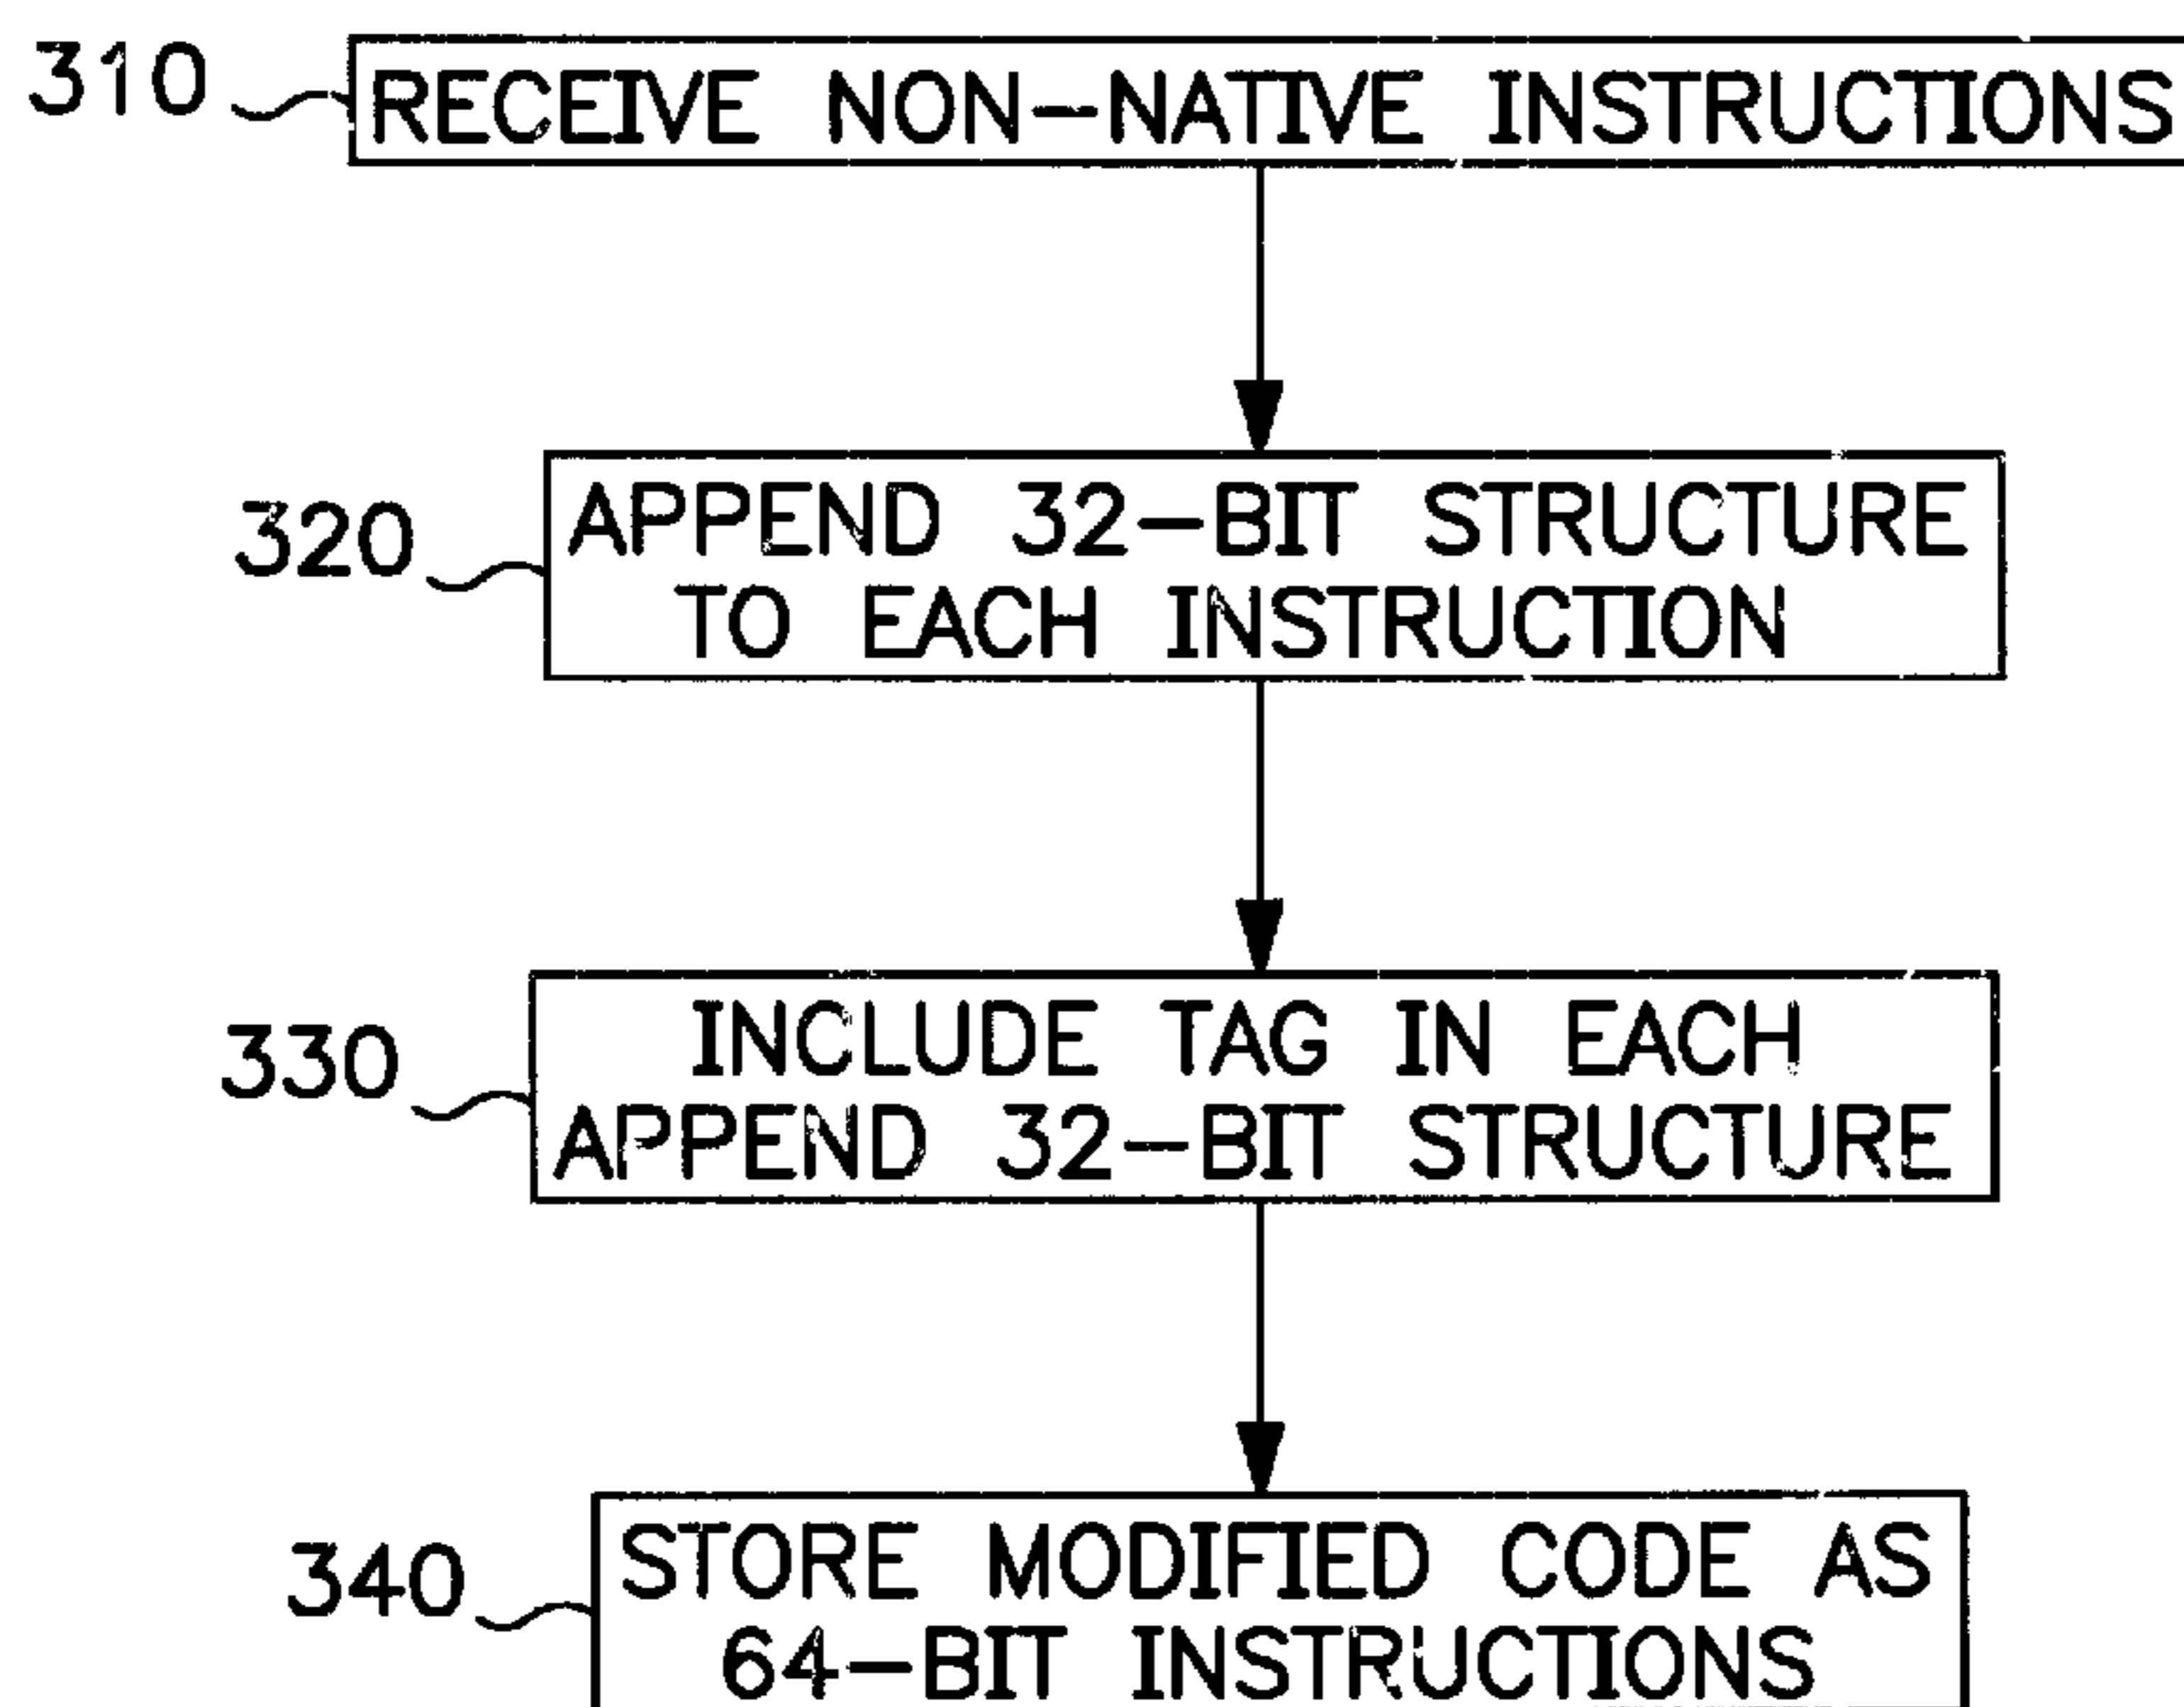 310 RECEIVE NON-NATIVE INSTRUCTIONS
320 APPEND 32-BIT STRUCTURE
TO EACH INSTRUCTION
330 INCLUDE TAG IN EACH
APPEND 32-BIT STRUCTURE
340 STORE MODIFIED CODE AS
64-BIT INSTRUCTIONS